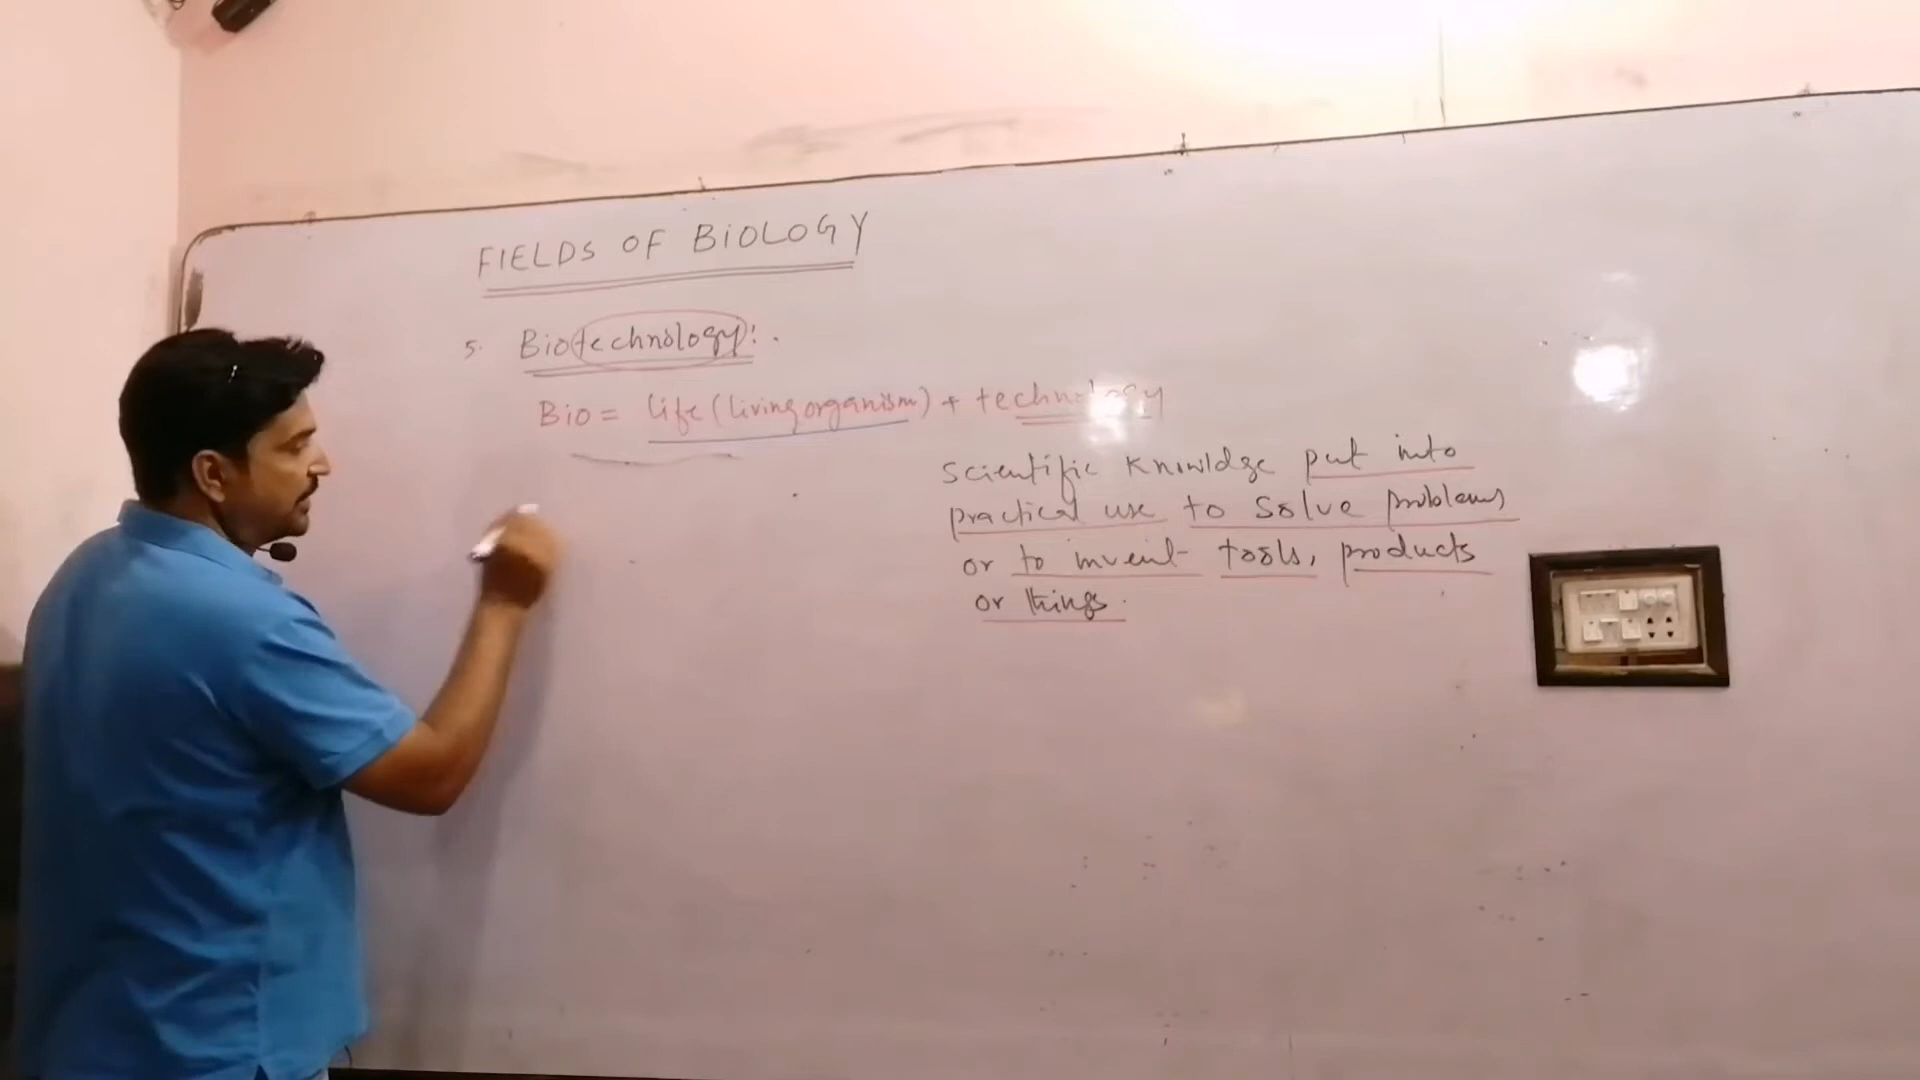 FIELDS OF BIOLOGY
5. Biotechnology:.
Bio = life (living organism) + technology
Scientific Knowldge put into
practical use to solve problems
or to invent tools, products
or things.